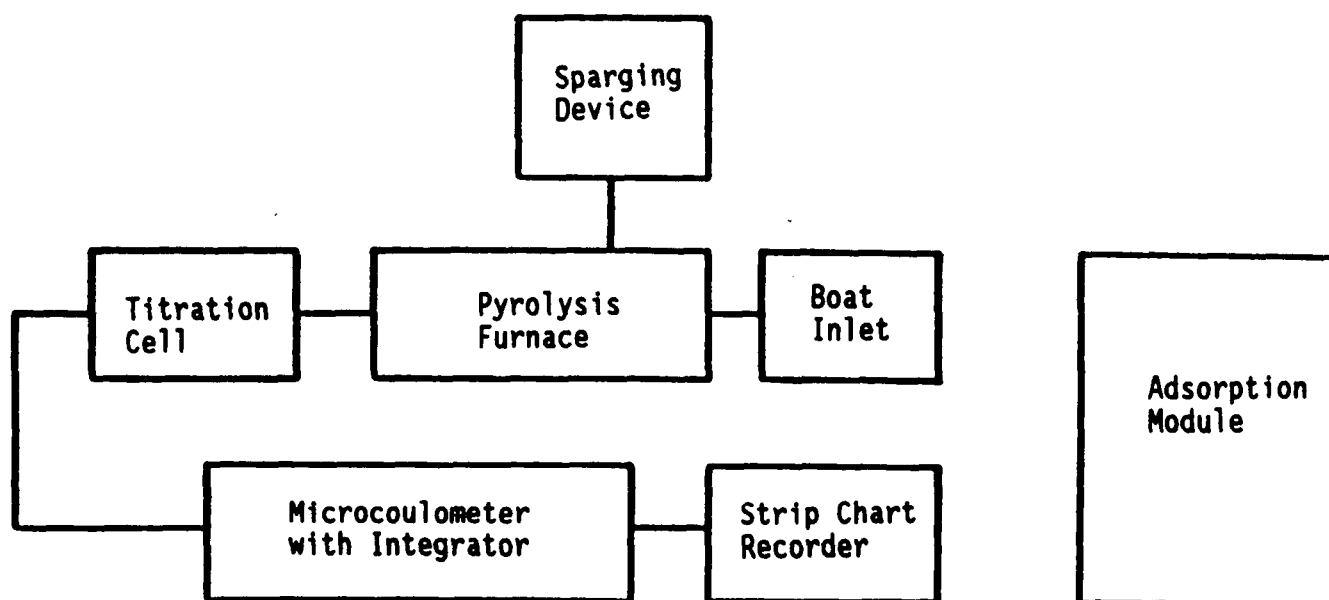 Sparging
Device
Titration
Cell
Pyrolysis
Furnace
Boat
Inlet
Adsorption
Module
Microcoulometer
with Integrator
Strip Chart
Recorder